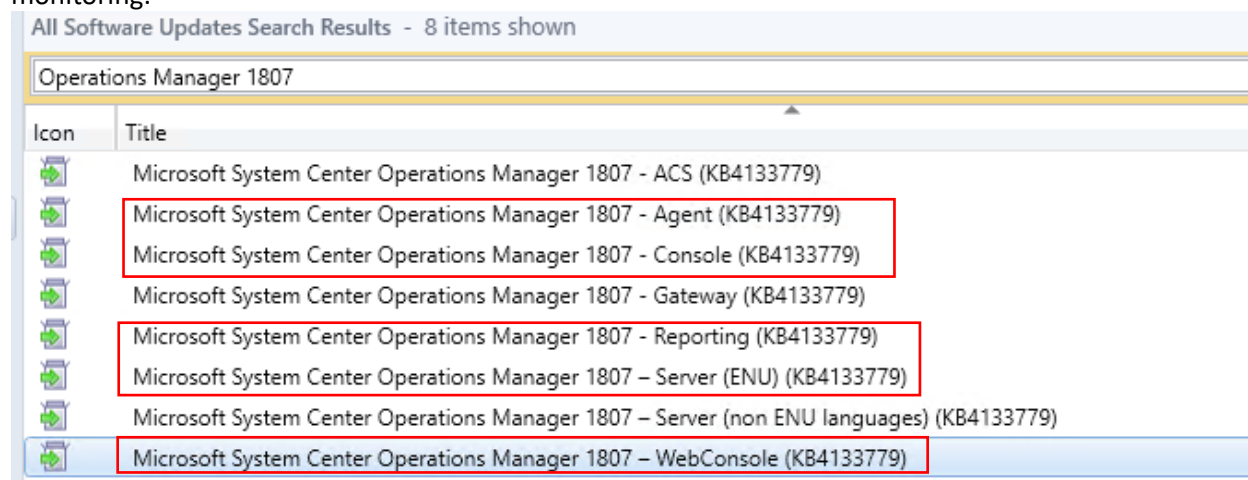 monitoring.
All Software Updates Search Results - 8 items shown
Operations Manager 1807
Icon Title
Microsoft System Center Operations Manager 1807 - ACS (KB4133779)
Microsoft System Center Operations Manager 1807 - Agent (KB4133779)
Microsoft System Center Operations Manager 1807 - Console (KB4133779)
Microsoft System Center Operations Manager 1807 - Gateway (KB4133779)
Microsoft System Center Operations Manager 1807 - Reporting (KB4133779)
Microsoft System Center Operations Manager 1807 – Server (ENU) (KB4133779)
Microsoft System Center Operations Manager 1807 – Server (non ENU languages) (KB4133779)
Microsoft System Center Operations Manager 1807 – WebConsole (KB4133779)